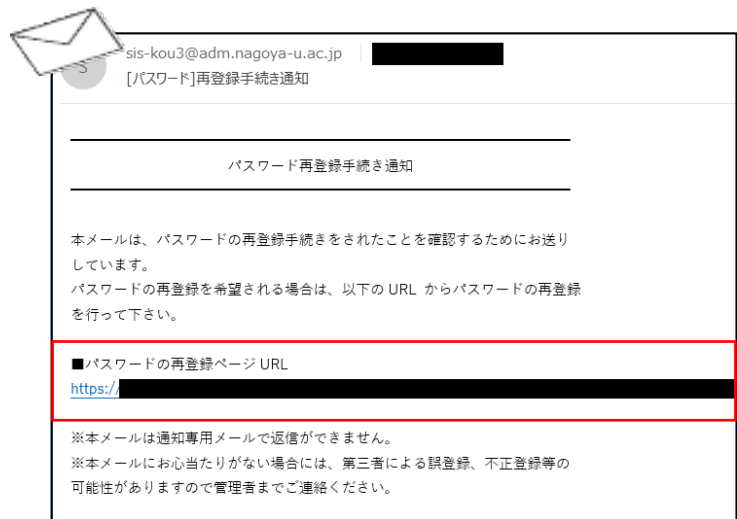 sis-kou3@adm.nagoya-u.ac.jp
S
[パスワード]再登録手続き通知
パスワード再登録手続き通知
本メールは、パスワードの再登録手続きをされたことを確認するためにお送り
しています。
パスワードの再登録を希望される場合は、以下の URL からパスワードの再登録
を行って下さい。
■パスワードの再登録ページ URL
https://
※本メールは通知専用メールで返信ができません。
※本メールにお心当たりがない場合には、第三者による誤登録、不正登録等の
可能性がありますので管理者までご連絡ください。